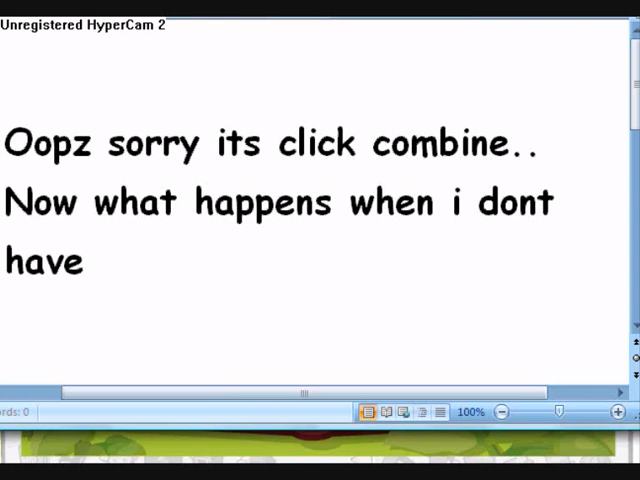 Unregistered HyperCam 2
Oopz sorry its click combine..
Now what happens when i dont
have
ords: 0
100%